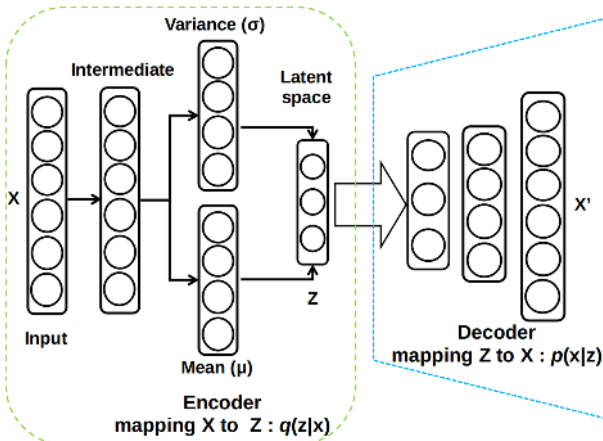 Variance (σ)
Intermediate
Latent
space
X
X’
Input
Z
Mean (μ)
Decoder
mapping Z to X : p(x|z)
Encoder
mapping X to Z : q(z|x)